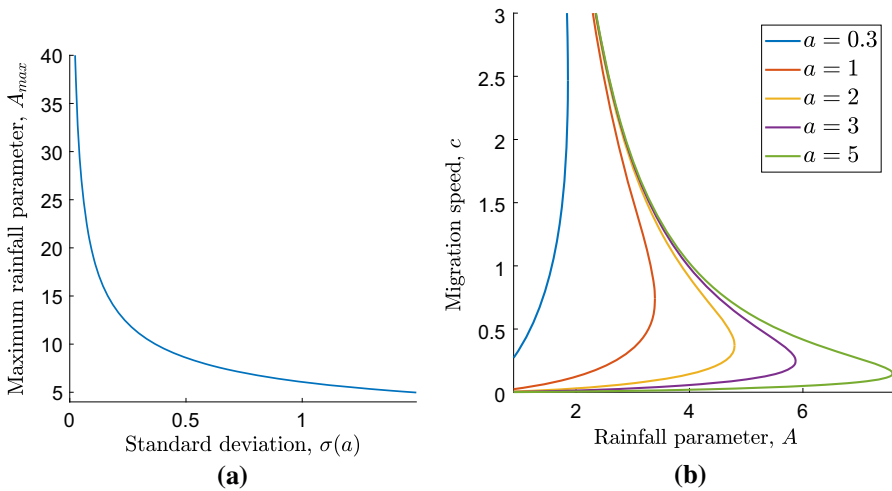 40
35
30
25
20
15
10
5
0
0.5
1
Maximum rainfall parameter, A_max
Standard deviation, σ(a)
(a)
3
2.5
2
1.5
1
0.5
0
2
4
6
Migration speed, c
Rainfall parameter, A
a = 0.3
a = 1
a = 2
a = 3
a = 5
(b)